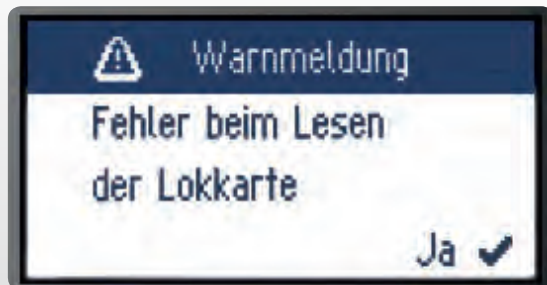 Warnmeldung
Fehler beim Lesen
der Lokkarte
Ja ✔